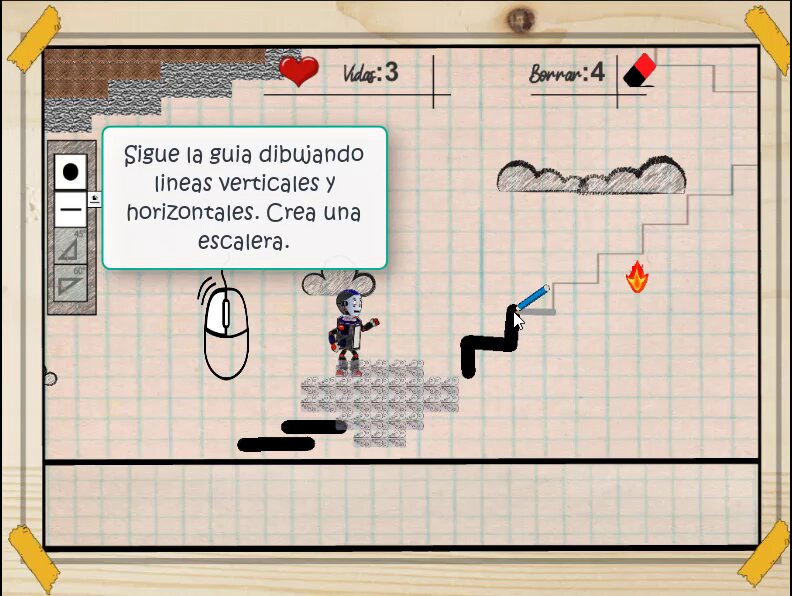 Vidas:3
Borrar:4
Sigue la guia dibujando
lineas verticales y
horizontales. Crea una
escalera.
45°
60°